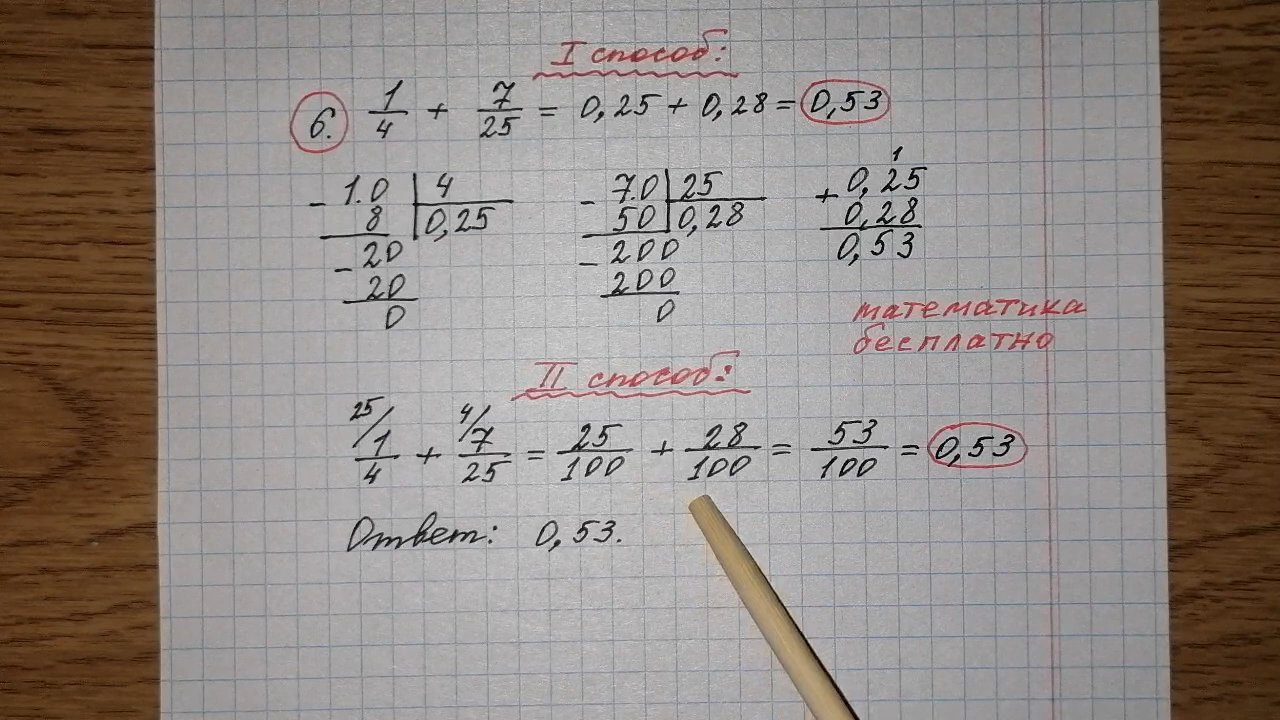 I способ:
6. 1/4 + 7/25 = 0,25 + 0,28 = 0,53
- 1.0 | 4
8 | 0,25
- 20
20
0
- 7.0 | 25
50 | 0,28
- 200
200
0
1
+ 0,25
0,28
0,53
математика
бесплатно
II способ:
25/ 4/
1/4 + 7/25 = 25/100 + 28/100 = 53/100 = 0,53
Ответ: 0,53.